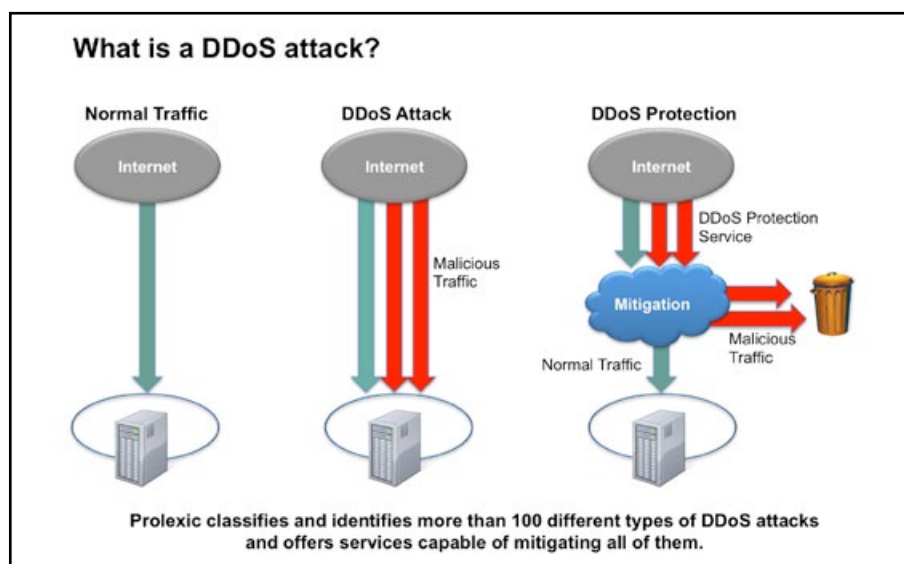 What is a DDoS attack?
Normal Traffic
Internet
DDoS Attack
Internet
Malicious
Traffic
DDoS Protection
Internet
DDoS Protection
Service
Mitigation
Malicious
Traffic
Normal Traffic
Prolexic classifies and identifies more than 100 different types of DDoS attacks
and offers services capable of mitigating all of them.